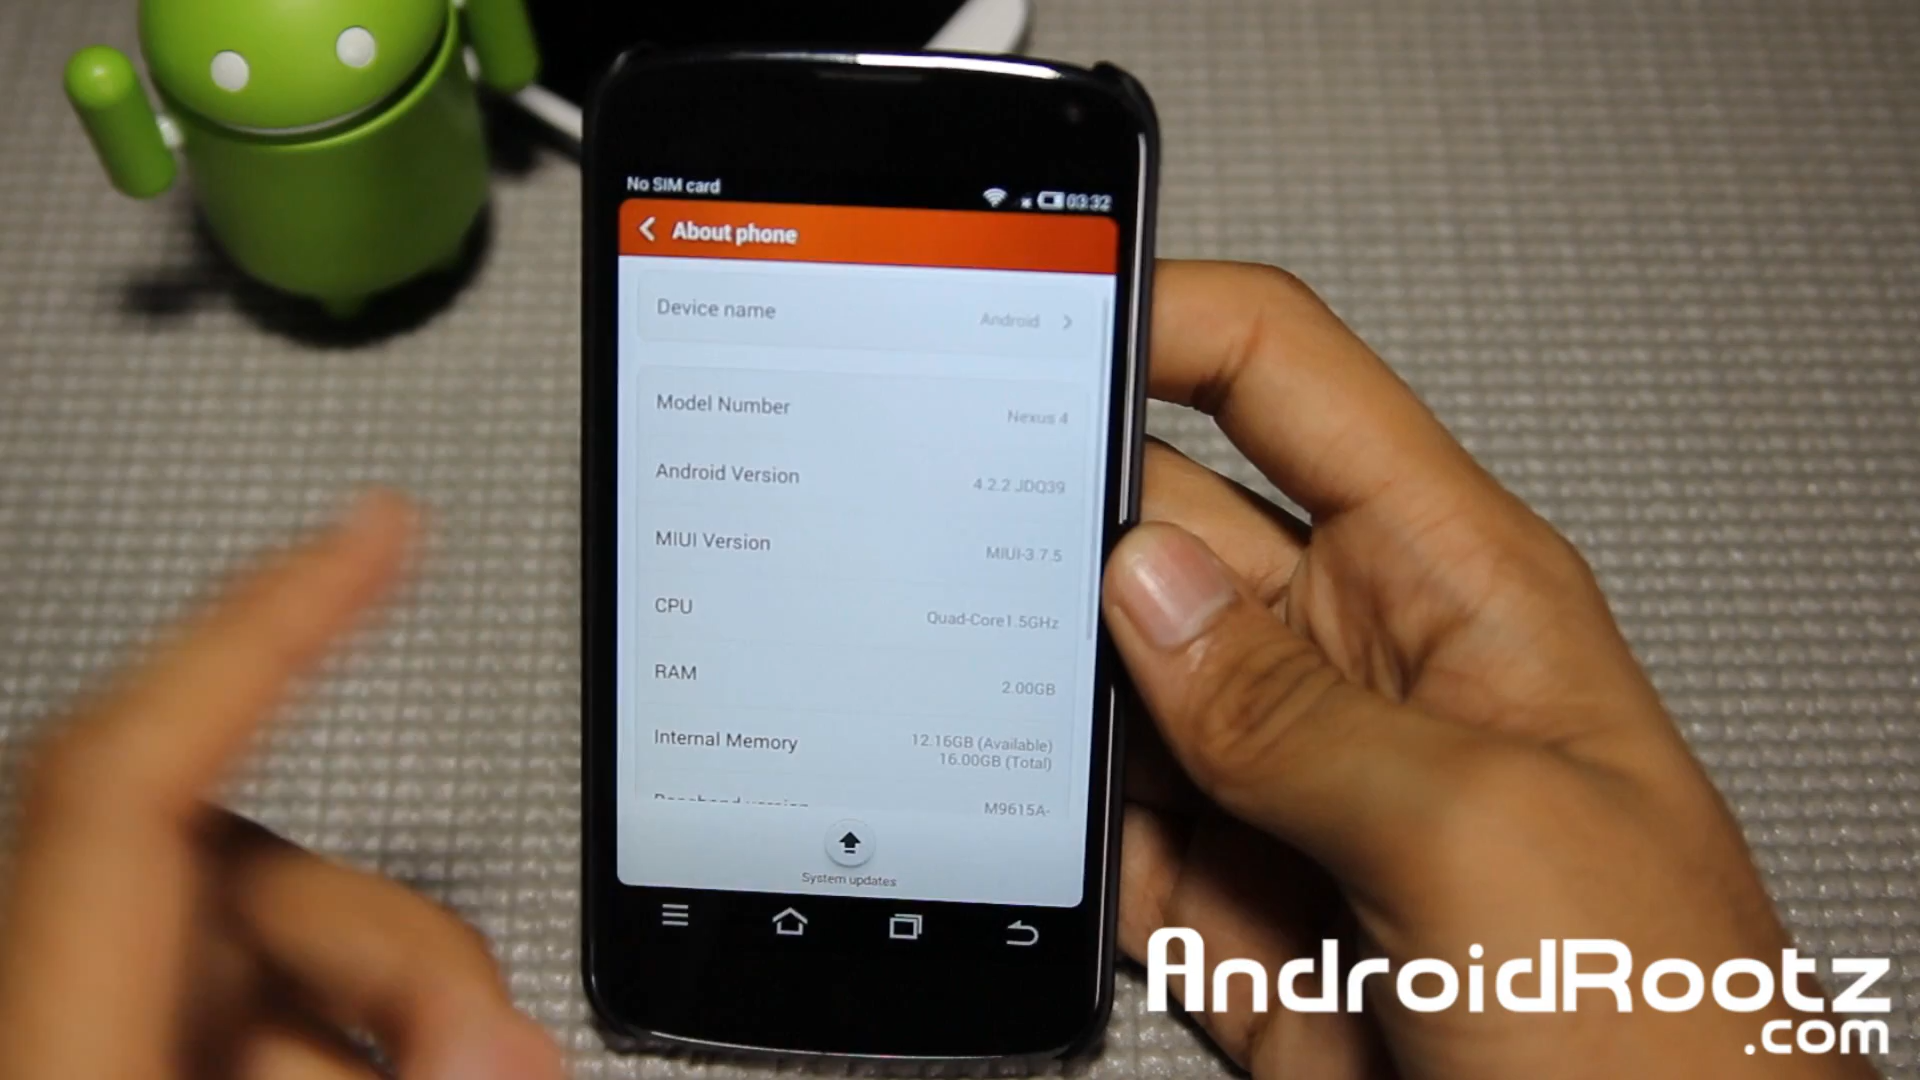 No SIM card
03:32
About phone
Device name
Android
Model Number
Nexus 4
Android Version
4.2.2 JDQ39
MIUI Version
MIUI-3.7.5
CPU
Quad-Core1.5GHz
RAM
2.00GB
Internal Memory
12.16GB (Available)
16.00GB (Total)
M9615A-
System updates
AndroidRootz
.com